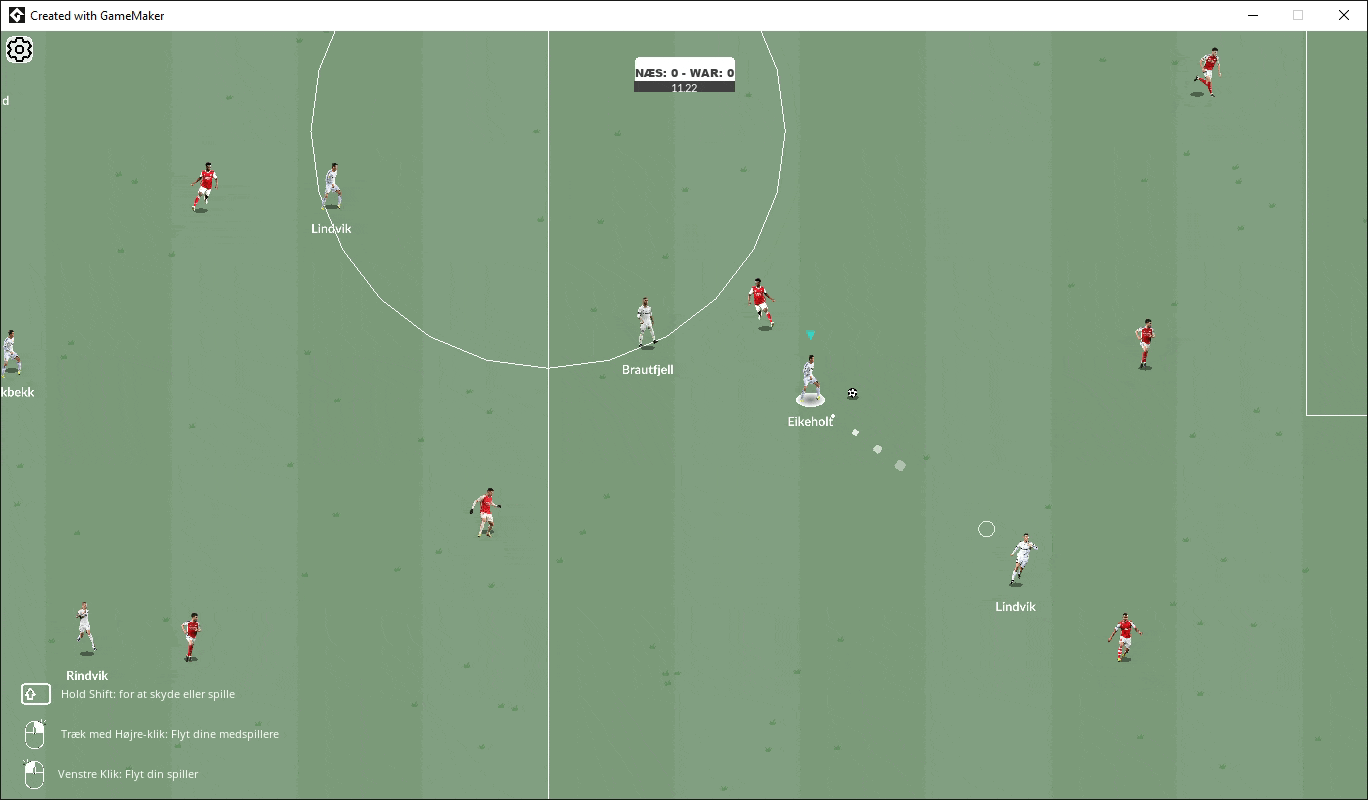 Created with GameMaker
NÆS: 0 - WAR: 0
11.22
d
Lindvik
Brautfjell
kbekk
Eikeholt
Lindvik
Rindvik
Hold Shift: for at skyde eller spille
Træk med Højre-klik: Flyt dine medspillere
Venstre Klik: Flyt din spiller